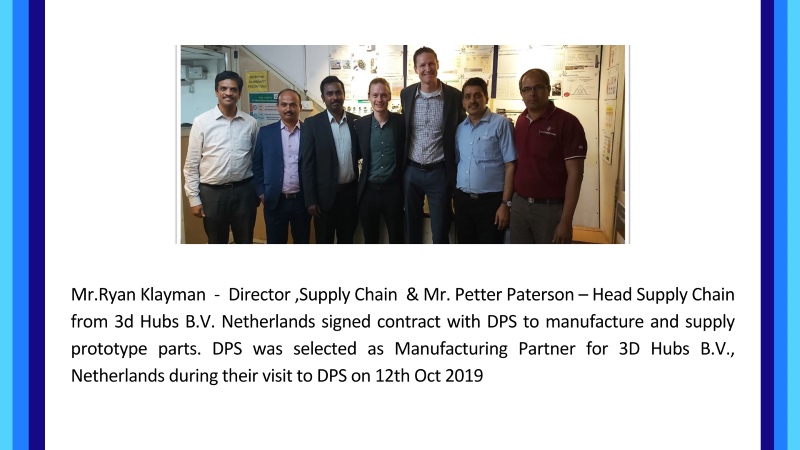 Mr.Ryan Klayman - Director ,Supply Chain & Mr. Petter Paterson – Head Supply Chain
from 3d Hubs B.V. Netherlands signed contract with DPS to manufacture and supply
prototype parts. DPS was selected as Manufacturing Partner for 3D Hubs B.V.,
Netherlands during their visit to DPS on 12th Oct 2019